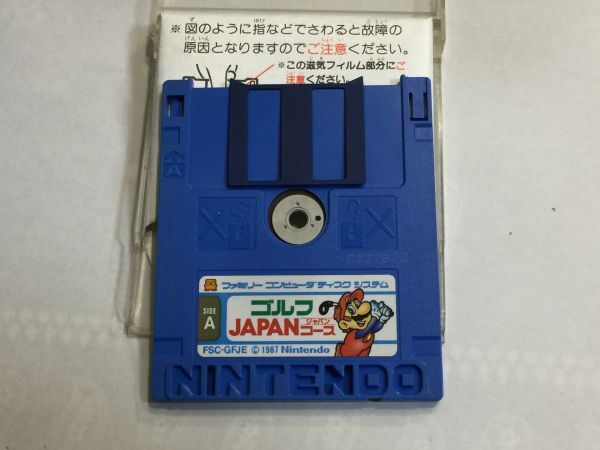 ※図のように指などでさわると故障の
原因となりますのでご注意ください。
※この磁気フィルム部分にご
注意ください。
A
0232823
ファミリー コンピュータ ディスク システム
SIDE A
ゴルフ
JAPANコース
ジャパン
FSC-GFJE © 1987 Nintendo
NINTENDO